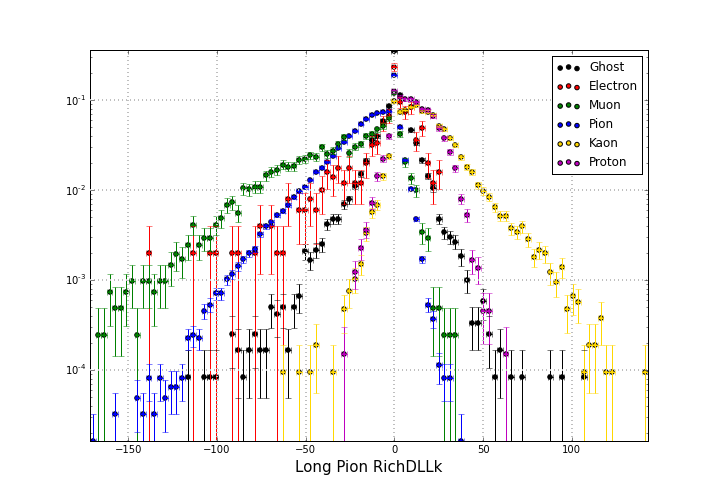 10⁻¹
10⁻²
10⁻³
10⁻⁴
−150 −100 −50 0 50 100
Long Pion RichDLLk
Ghost
Electron
Muon
Pion
Kaon
Proton